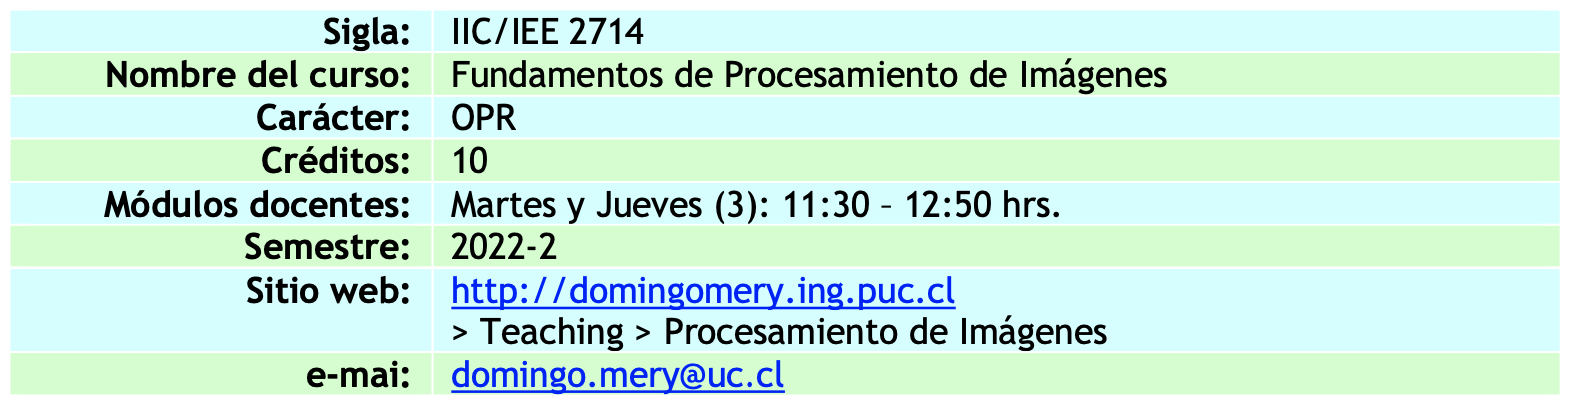 Sigla: IIC/IEE 2714
Nombre del curso: Fundamentos de Procesamiento de Imágenes
Carácter: OPR
Créditos: 10
Módulos docentes: Martes y Jueves (3): 11:30 – 12:50 hrs.
Semestre: 2022-2
Sitio web: http://domingomery.ing.puc.cl
> Teaching > Procesamiento de Imágenes
e-mai: domingo.mery@uc.cl